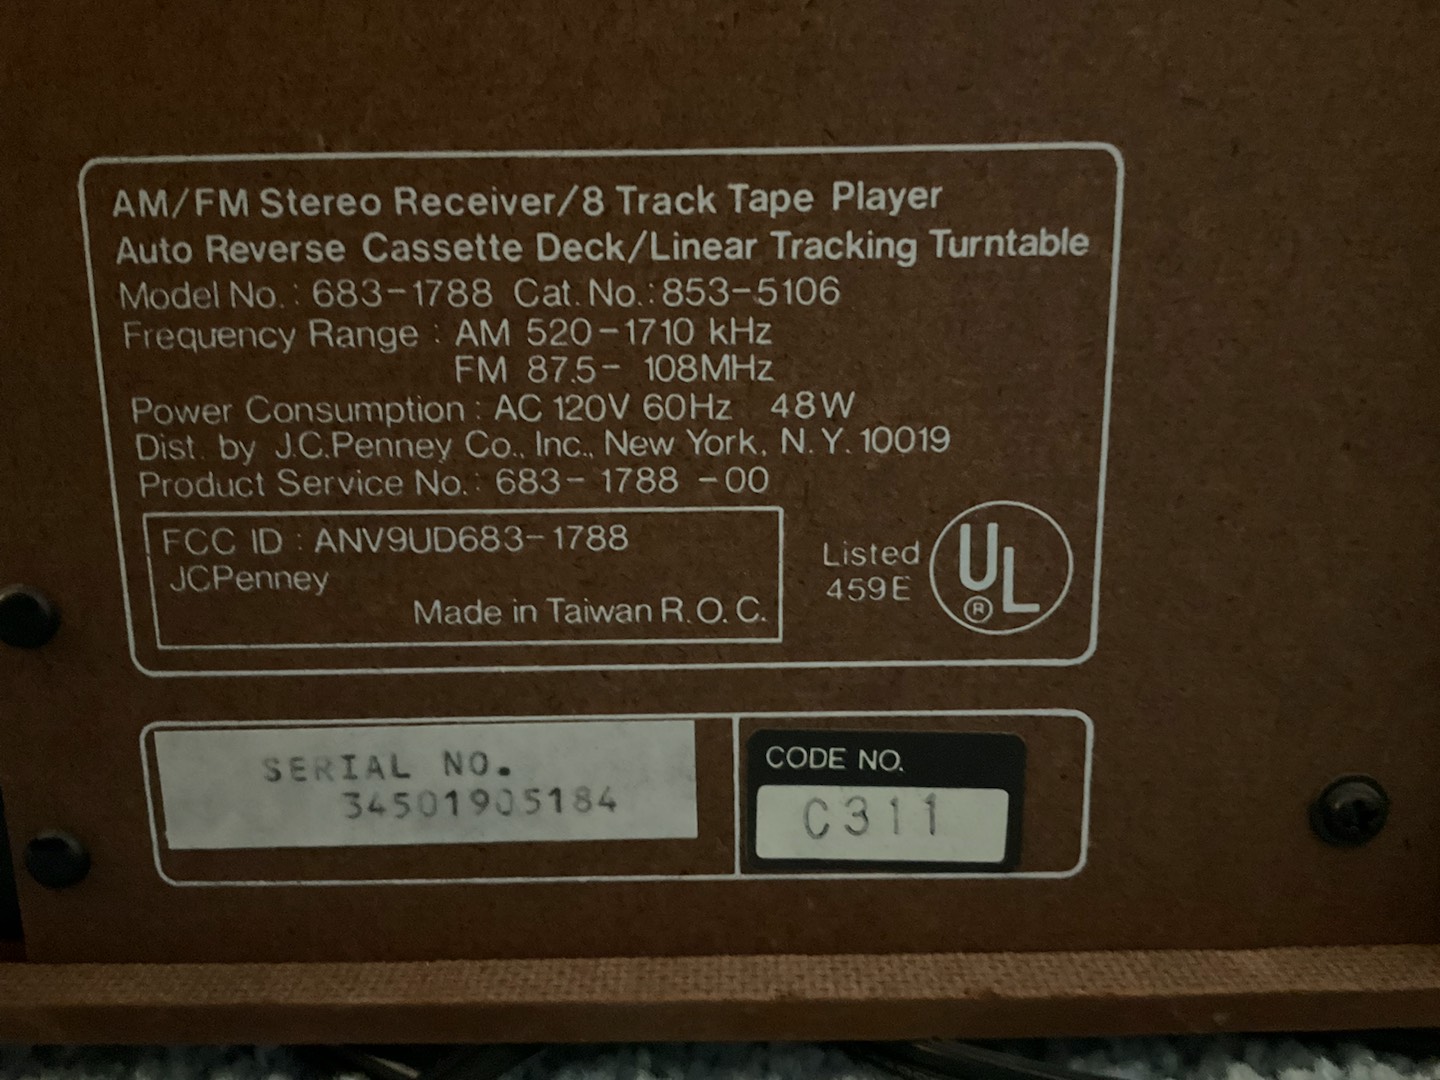 AM/FM Stereo Receiver/8 Track Tape Player
Auto Reverse Cassette Deck/Linear Tracking Turntable
Model No.: 683-1788 Cat. No.: 853-5106
Frequency Range : AM 520-1710 kHz
FM 87.5- 108MHz
Power Consumption : AC 120V 60Hz 48W
Dist. by J.C.Penney Co., Inc., New York, N.Y. 10019
Product Service No. : 683- 1788 -00
FCC ID : ANV9UD683-1788
JCPenney
Made in Taiwan R.O.C.
Listed
459E
UL
®
SERIAL NO.
34501905184
CODE NO.
C311